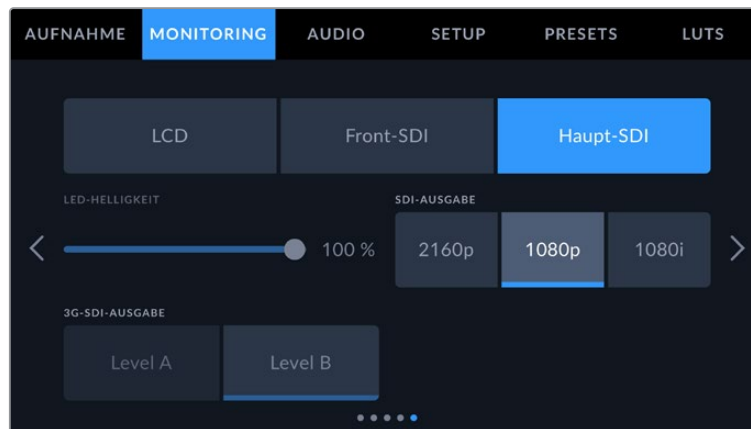 AUFNAHME MONITORING AUDIO SETUP PRESETS LUTS
LCD Front-SDI Haupt-SDI
LED-HELLIGKEIT SDI-AUSGABE
100 % 2160p 1080p 1080i
3G-SDI-AUSGABE
Level A Level B